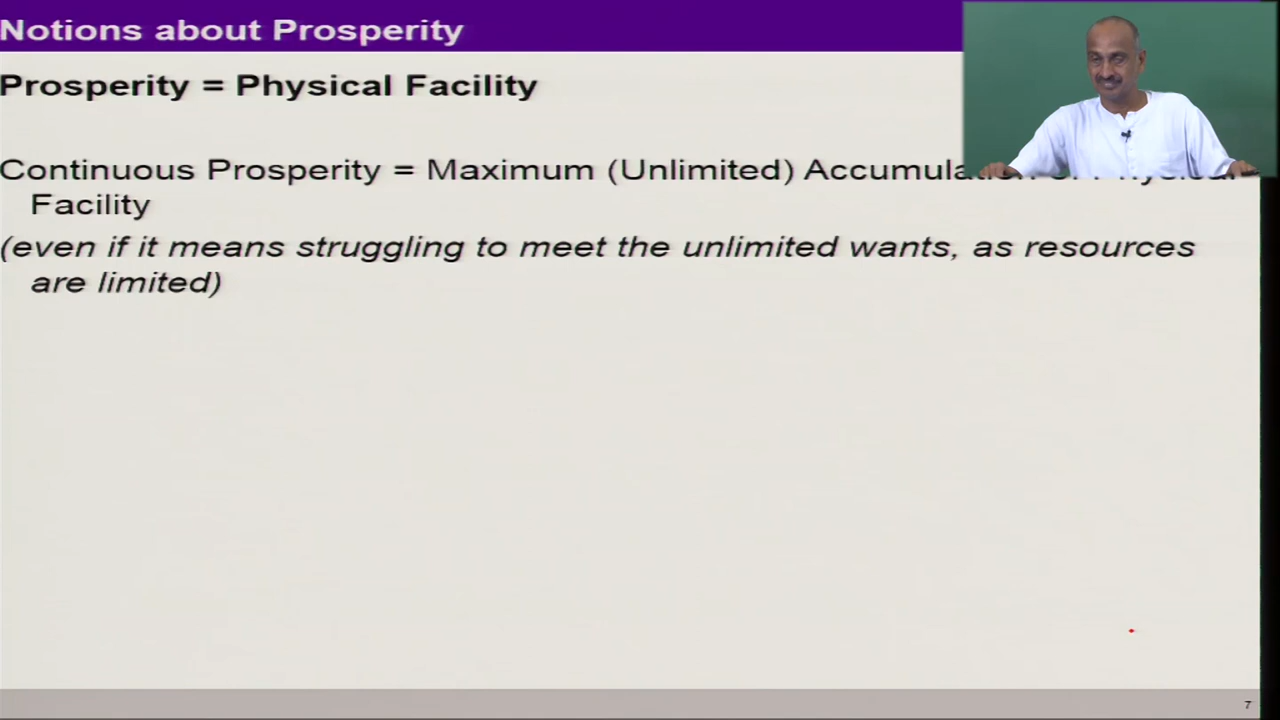 Notions about Prosperity
Prosperity = Physical Facility
Continuous Prosperity = Maximum (Unlimited)
Facility
(even if it means struggling to meet the unlimited wants, as resources
are limited)
7